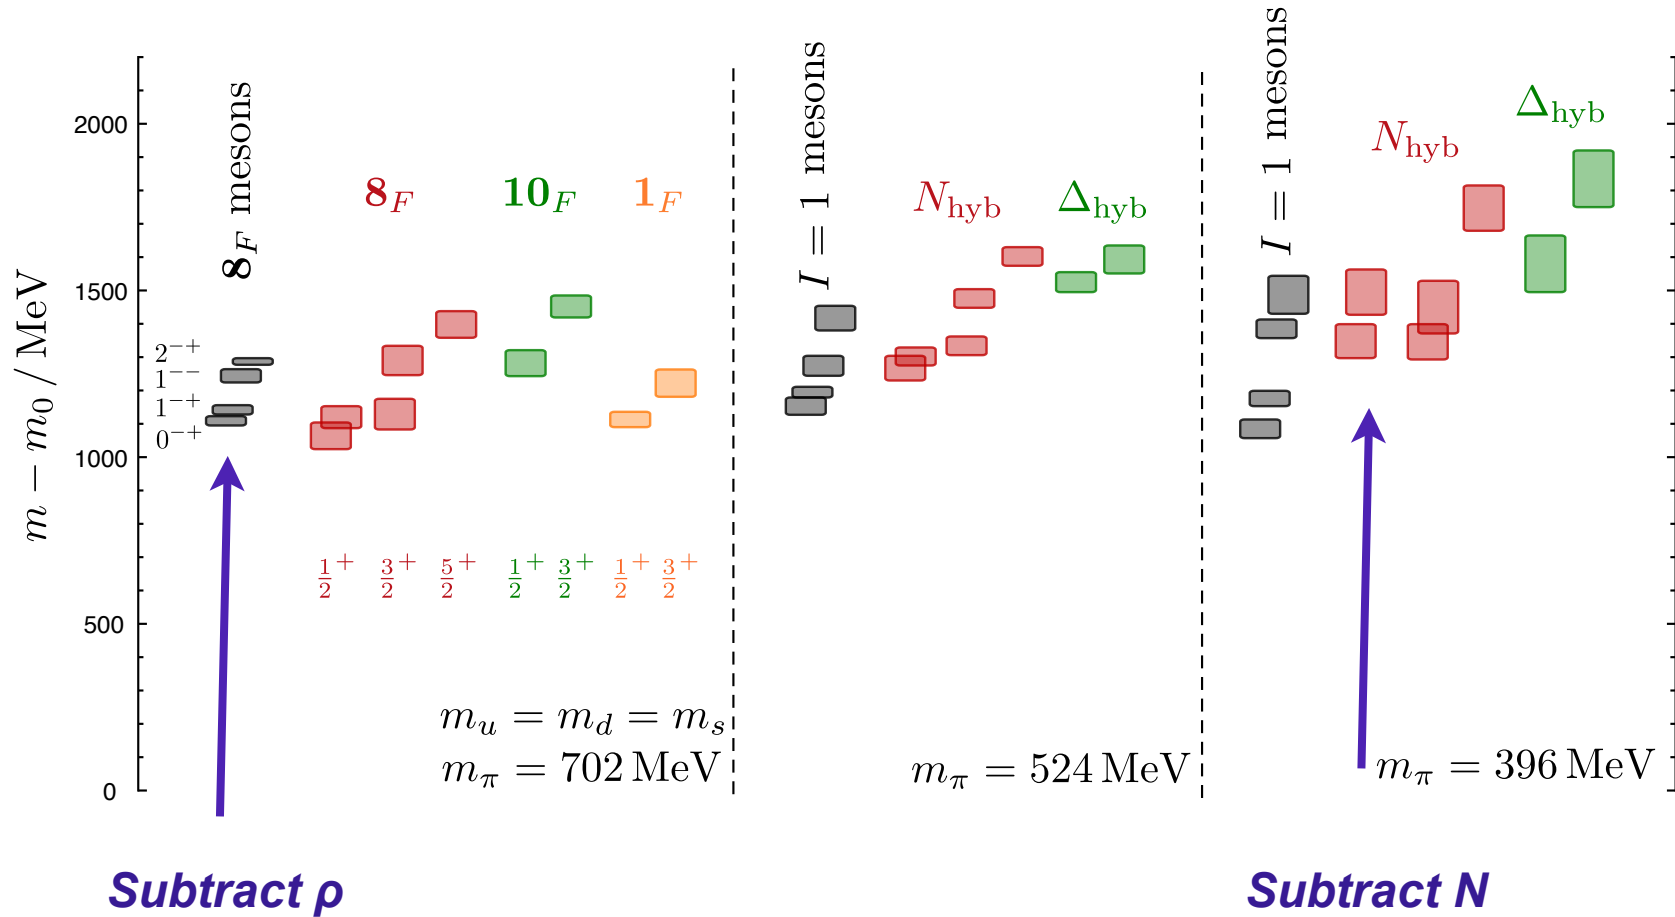 m − m₀ / MeV
2000
1500
1000
500
0
8_F mesons
8_F
10_F
1_F
2⁻⁺
1⁻⁻
1⁻⁺
0⁻⁺
1/2⁺ 3/2⁺ 5/2⁺ 1/2⁺ 3/2⁺ 1/2⁺ 3/2⁺
m_u = m_d = m_s
m_π = 702 MeV
I = 1 mesons
N_hyb
Δ_hyb
m_π = 524 MeV
I = 1 mesons
N_hyb
Δ_hyb
m_π = 396 MeV
Subtract ρ
Subtract N